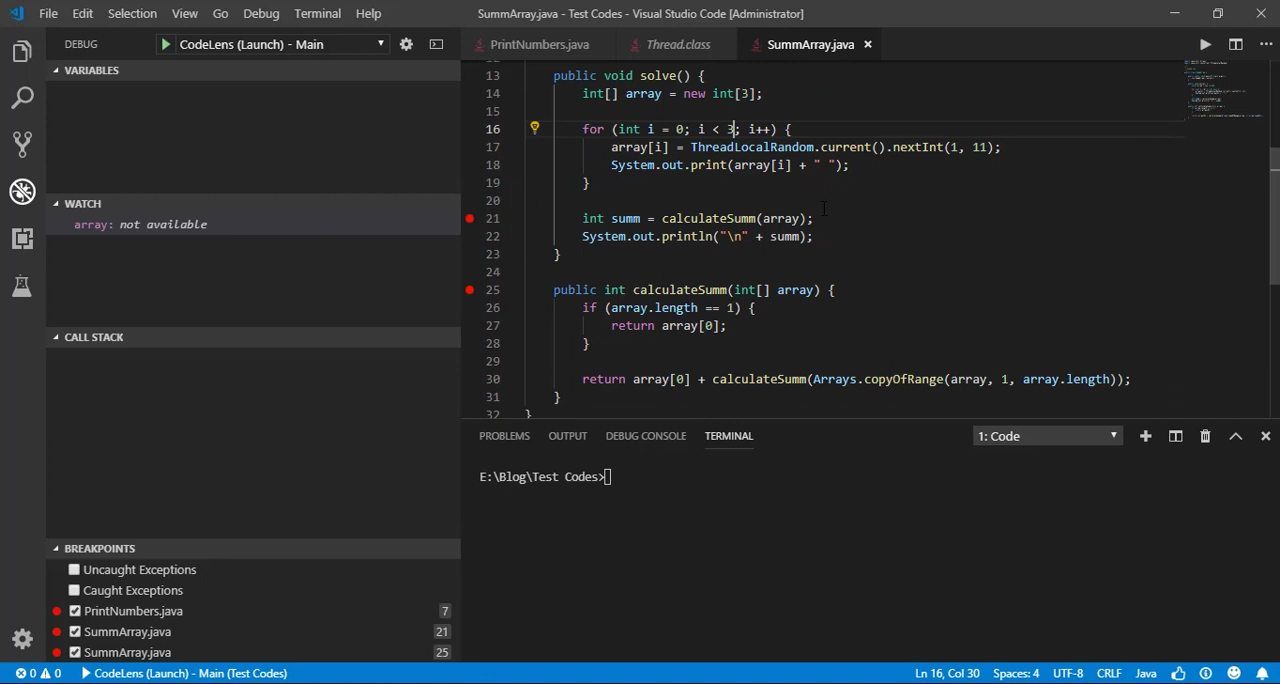 File Edit Selection View Go Debug Terminal Help SummArray.java - Test Codes - Visual Studio Code [Administrator]
DEBUG CodeLens (Launch) - Main PrintNumbers.java Thread.class SummArray.java
VARIABLES
WATCH
array: not available
CALL STACK
BREAKPOINTS
Uncaught Exceptions
Caught Exceptions
PrintNumbers.java 7
SummArray.java 21
SummArray.java 25
13 public void solve() {
14 int[] array = new int[3];
15
16 for (int i = 0; i < 3; i++) {
17 array[i] = ThreadLocalRandom.current().nextInt(1, 11);
18 System.out.print(array[i] + " ");
19 }
20
21 int summ = calculateSumm(array);
22 System.out.println("\n" + summ);
23 }
24
25 public int calculateSumm(int[] array) {
26 if (array.length == 1) {
27 return array[0];
28 }
29
30 return array[0] + calculateSumm(Arrays.copyOfRange(array, 1, array.length));
31 }
32 }
PROBLEMS OUTPUT DEBUG CONSOLE TERMINAL 1: Code
E:\Blog\Test Codes>
0 0 CodeLens (Launch) - Main (Test Codes) Ln 16, Col 30 Spaces: 4 UTF-8 CRLF Java